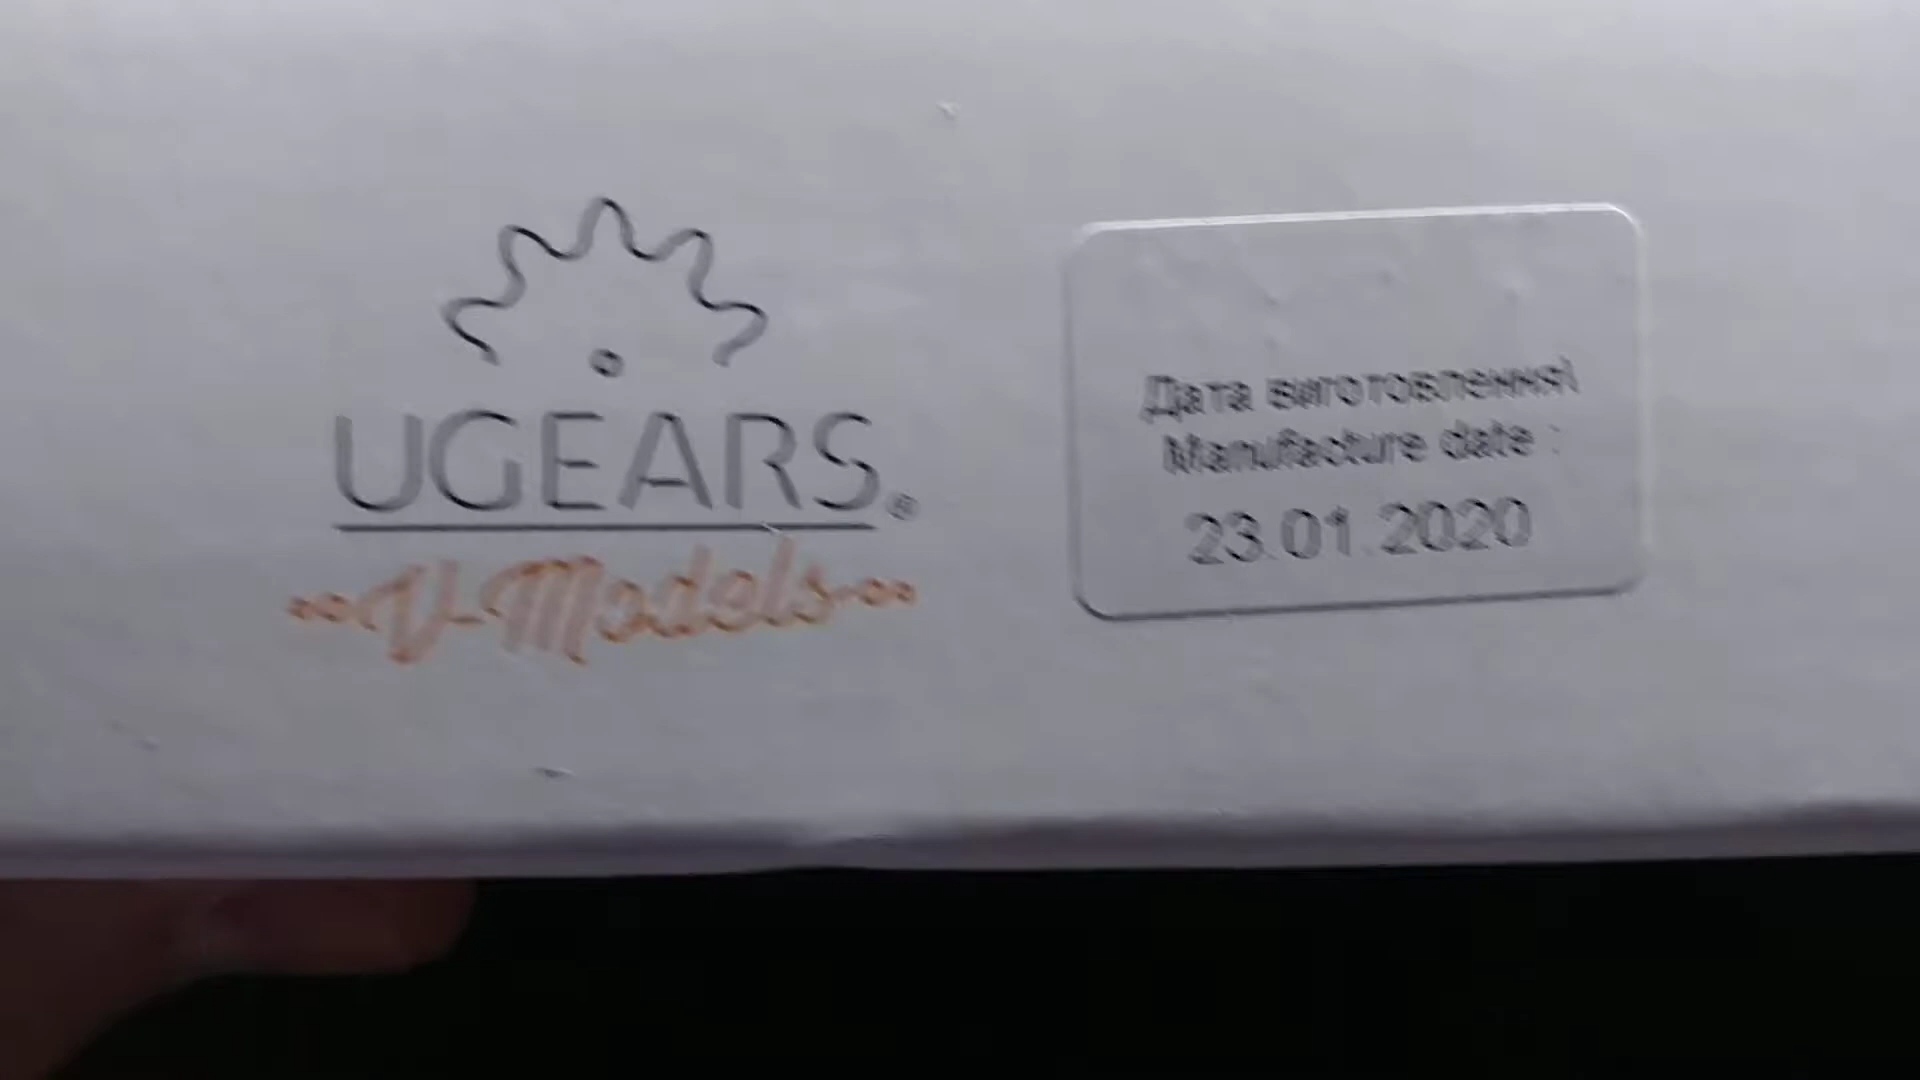 UGEARS®
V-Models
Дата виготовлення\
Manufacture date :
23.01.2020